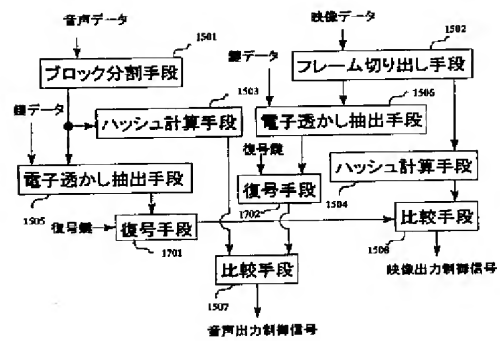 音声データ
1501
映像データ
1502
ブロック分割手段
鍵データ
1503
フレーム切り出し手段
鍵データ
1506
ハッシュ計算手段
電子透かし抽出手段
復号鍵
電子透かし抽出手段
復号手段
ハッシュ計算手段
1702
1504
1505
復号鍵
復号手段
比較手段
1701
1508
比較手段
映像出力制御信号
1507
音声出力制御信号